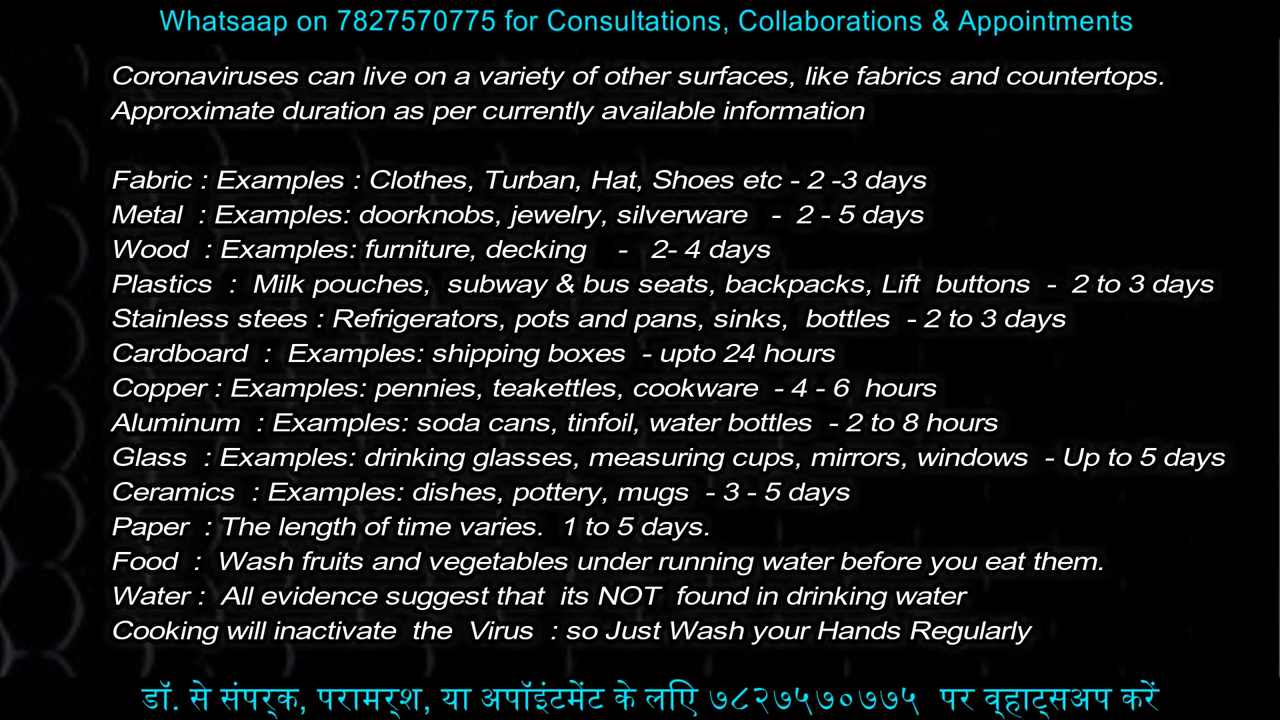 Whatsaap on 7827570775 for Consultations, Collaborations & Appointments
Coronaviruses can live on a variety of other surfaces, like fabrics and countertops.
Approximate duration as per currently available information
Fabric : Examples : Clothes, Turban, Hat, Shoes etc - 2 -3 days
Metal : Examples: doorknobs, jewelry, silverware - 2 - 5 days
Wood : Examples: furniture, decking - 2- 4 days
Plastics : Milk pouches, subway & bus seats, backpacks, Lift buttons - 2 to 3 days
Stainless stees : Refrigerators, pots and pans, sinks, bottles - 2 to 3 days
Cardboard : Examples: shipping boxes - upto 24 hours
Copper : Examples: pennies, teakettles, cookware - 4 - 6 hours
Aluminum : Examples: soda cans, tinfoil, water bottles - 2 to 8 hours
Glass : Examples: drinking glasses, measuring cups, mirrors, windows - Up to 5 days
Ceramics : Examples: dishes, pottery, mugs - 3 - 5 days
Paper : The length of time varies. 1 to 5 days.
Food : Wash fruits and vegetables under running water before you eat them.
Water : All evidence suggest that its NOT found in drinking water
Cooking will inactivate the Virus : so Just Wash your Hands Regularly
डॉ. से संपर्क, परामर्श, या अपॉइंटमेंट के लिए ७८२७५७०७७५ पर व्हाट्सअप करें